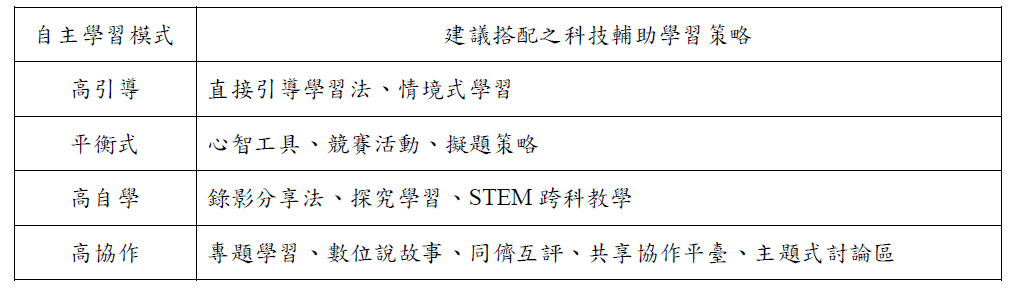 自主學習模式 建議搭配之科技輔助學習策略
高引導 直接引導學習法、情境式學習
平衡式 心智工具、競賽活動、擬題策略
高自學 錄影分享法、探究學習、STEM 跨科教學
高協作 專題學習、數位說故事、同儕互評、共享協作平臺、主題式討論區